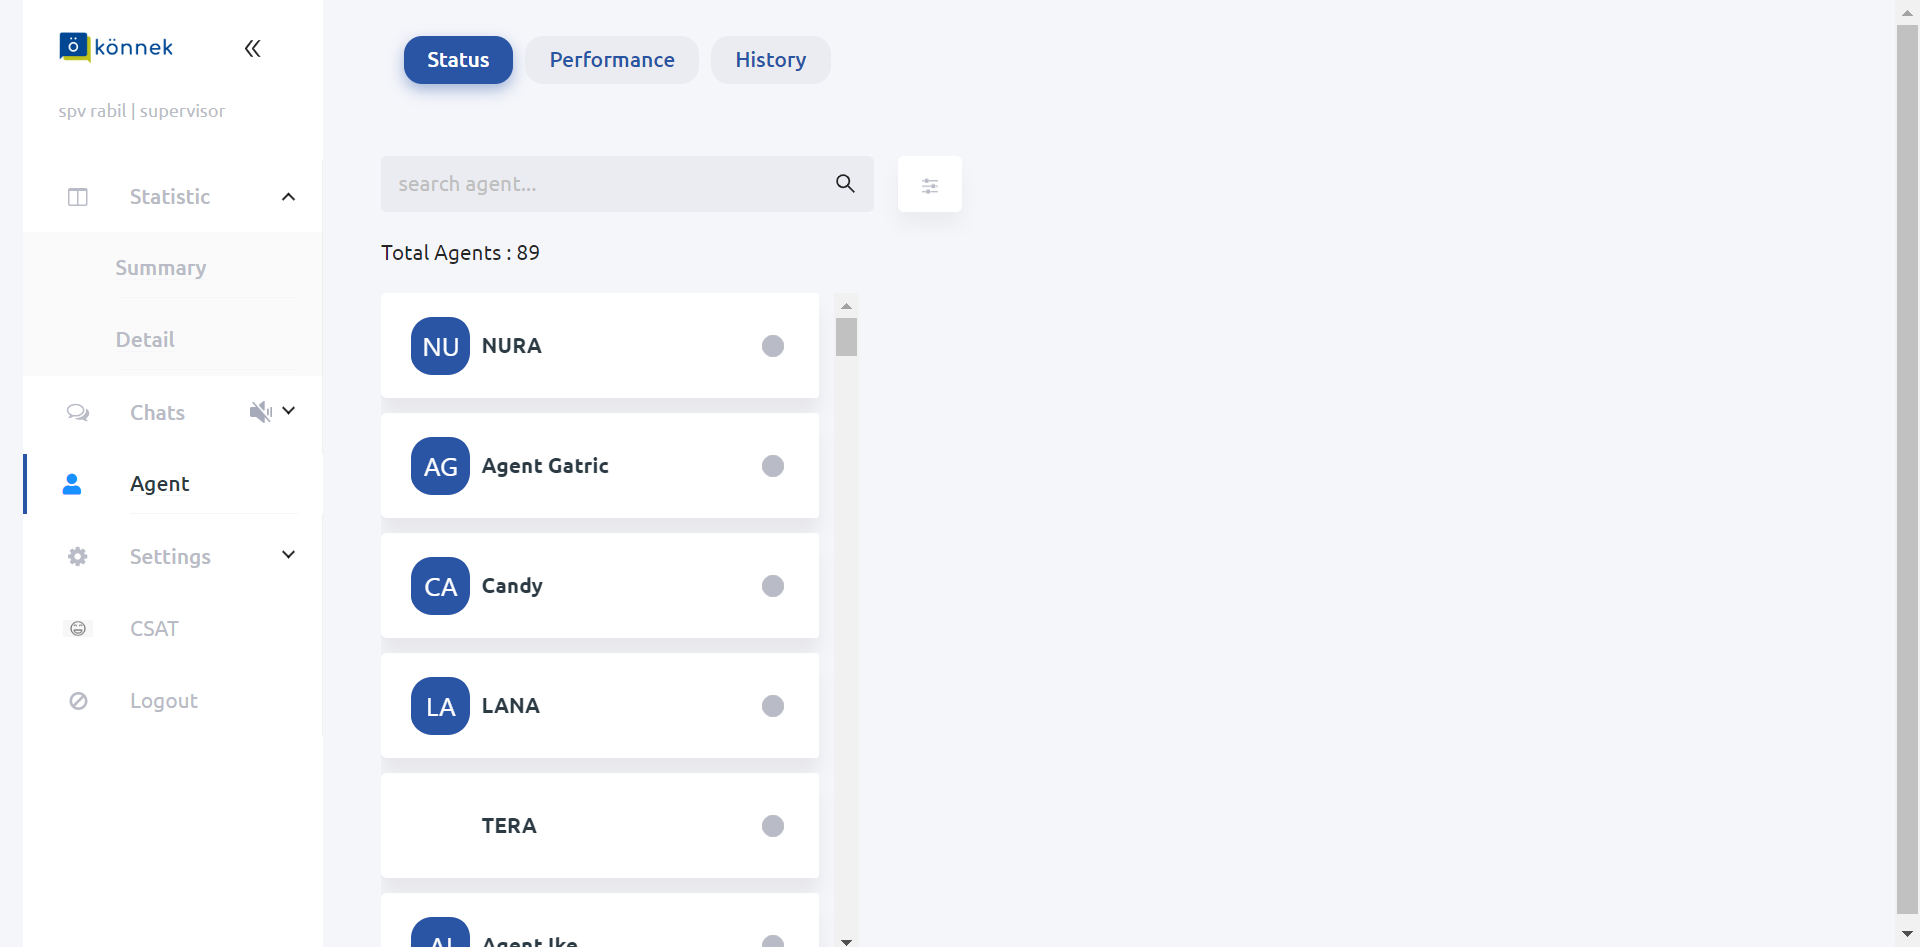 könnek
spv rabil | supervisor
Statistic
Summary
Detail
Chats
Agent
Settings
CSAT
Logout
Status
Performance
History
search agent...
Total Agents : 89
NU
NURA
AG
Agent Gatric
CA
Candy
LA
LANA
TERA
AI
Agent Ike